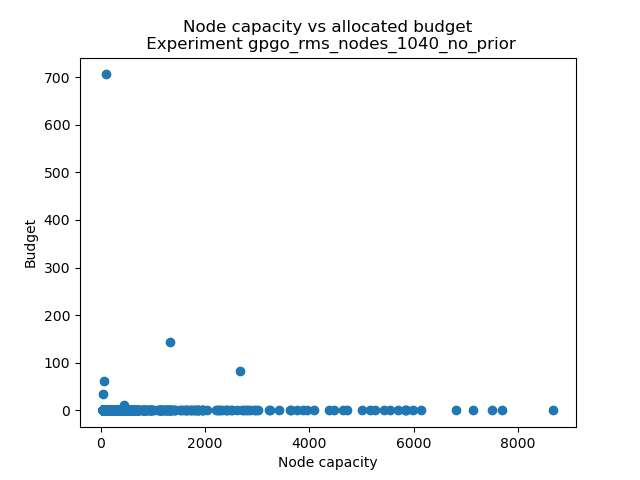 Node capacity vs allocated budget
Experiment gpgo_rms_nodes_1040_no_prior
700
600
500
400
300
200
100
0
Budget
0 2000 4000 6000 8000
Node capacity